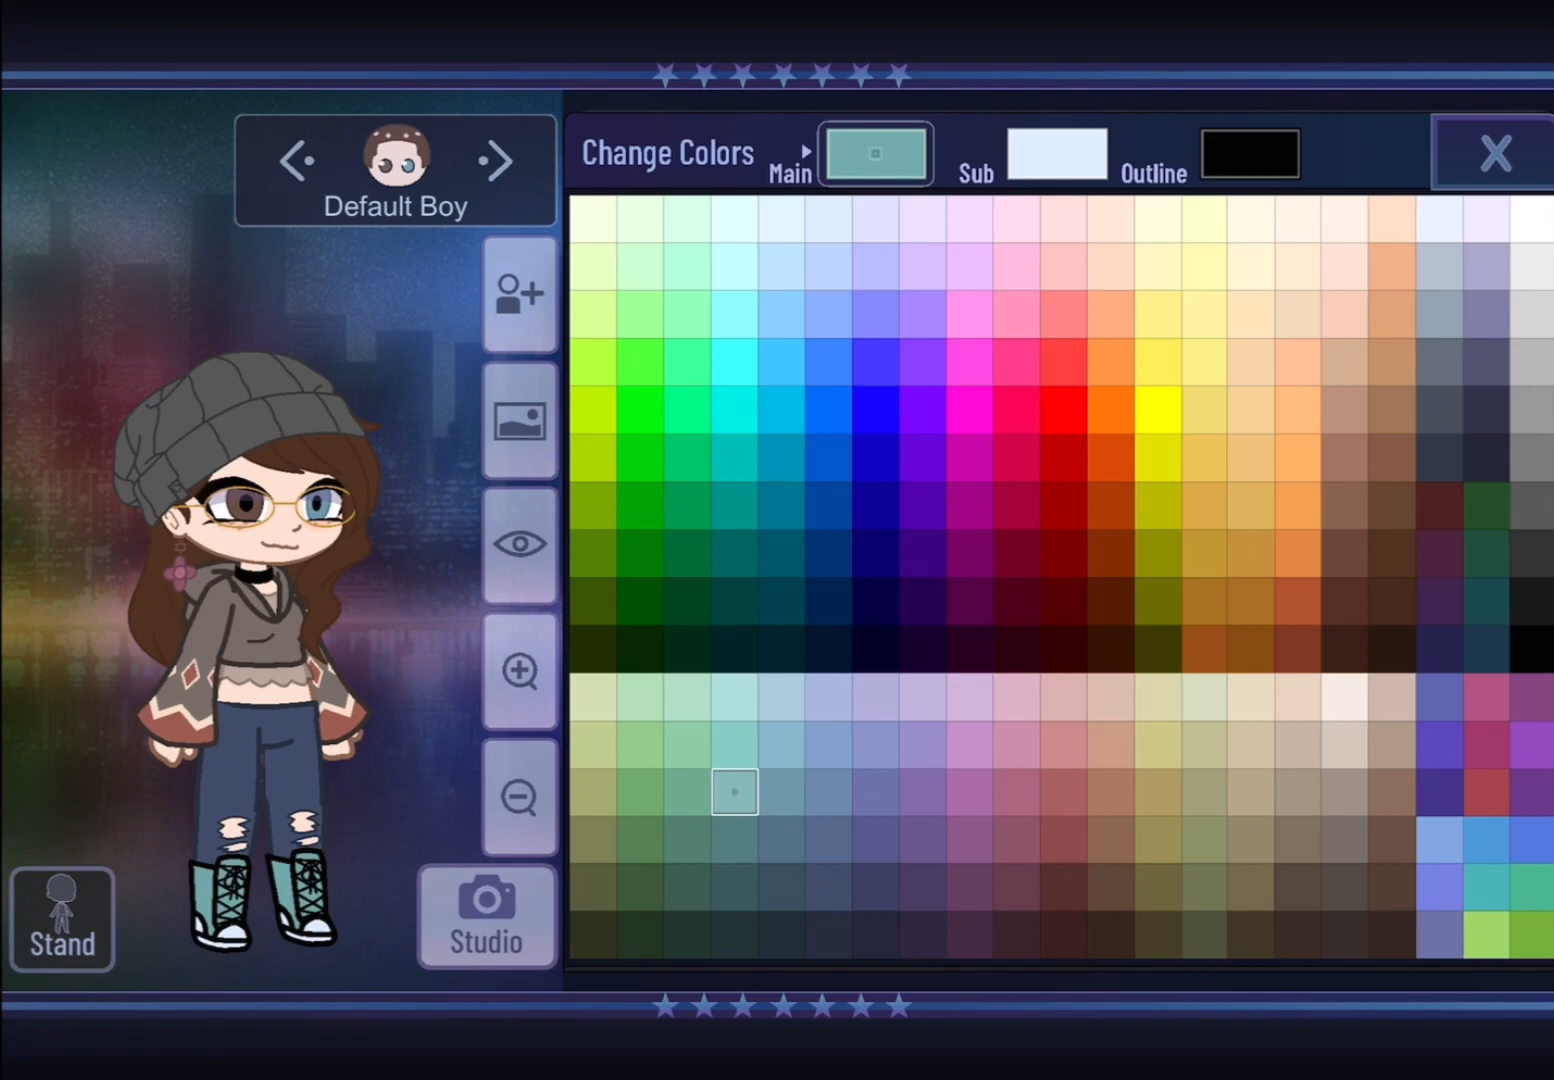 Change Colors
Main
Sub
Outline
X
Default Boy
Studio
Stand